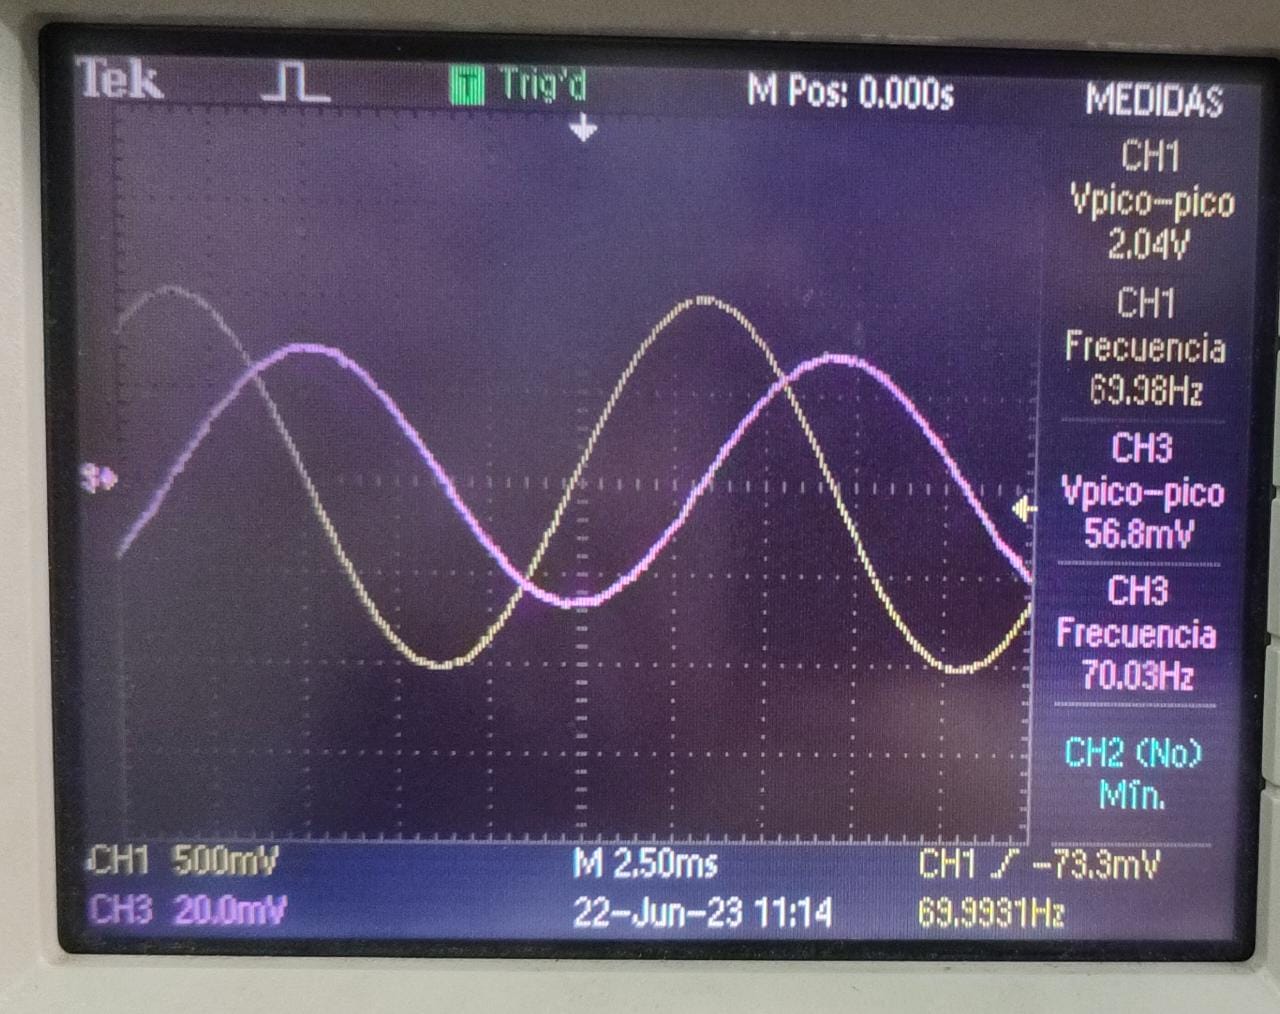 Tek
T Trig'd
M Pos: 0.000s
MEDIDAS
CH1
Vpico-pico
2.04V
CH1
Frecuencia
69.98Hz
3
CH3
Vpico-pico
56.8mV
CH3
Frecuencia
70.03Hz
CH2 (No)
Mín.
CH1 500mV
M 2.50ms
CH1 -73.3mV
CH3 20.0mV
22-Jun-23 11:14
69.9931Hz